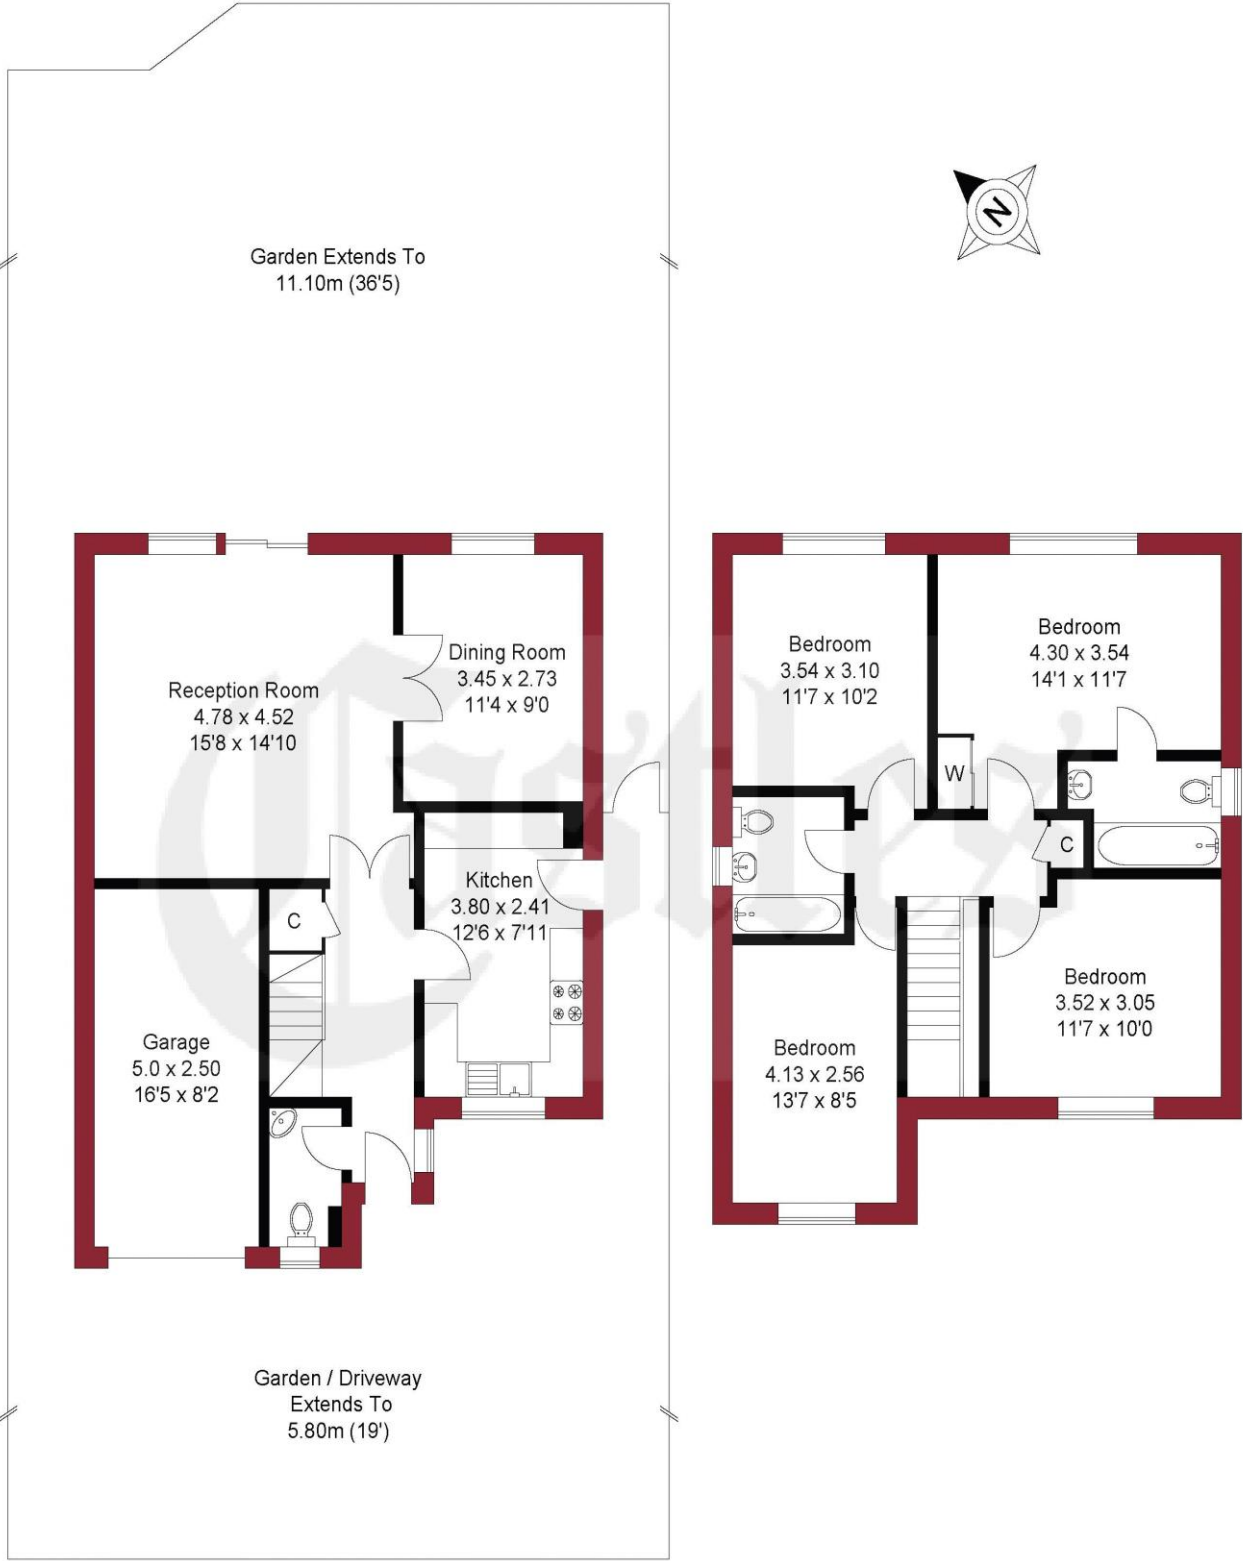 Garden Extends To
11.10m (36'5)
N
Reception Room
4.78 x 4.52
15'8 x 14'10
Dining Room
3.45 x 2.73
11'4 x 9'0
Kitchen
3.80 x 2.41
12'6 x 7'11
C
Garage
5.0 x 2.50
16'5 x 8'2
Garden / Driveway
Extends To
5.80m (19')
Bedroom
3.54 x 3.10
11'7 x 10'2
Bedroom
4.30 x 3.54
14'1 x 11'7
W
C
Bedroom
4.13 x 2.56
13'7 x 8'5
Bedroom
3.52 x 3.05
11'7 x 10'0
Castles